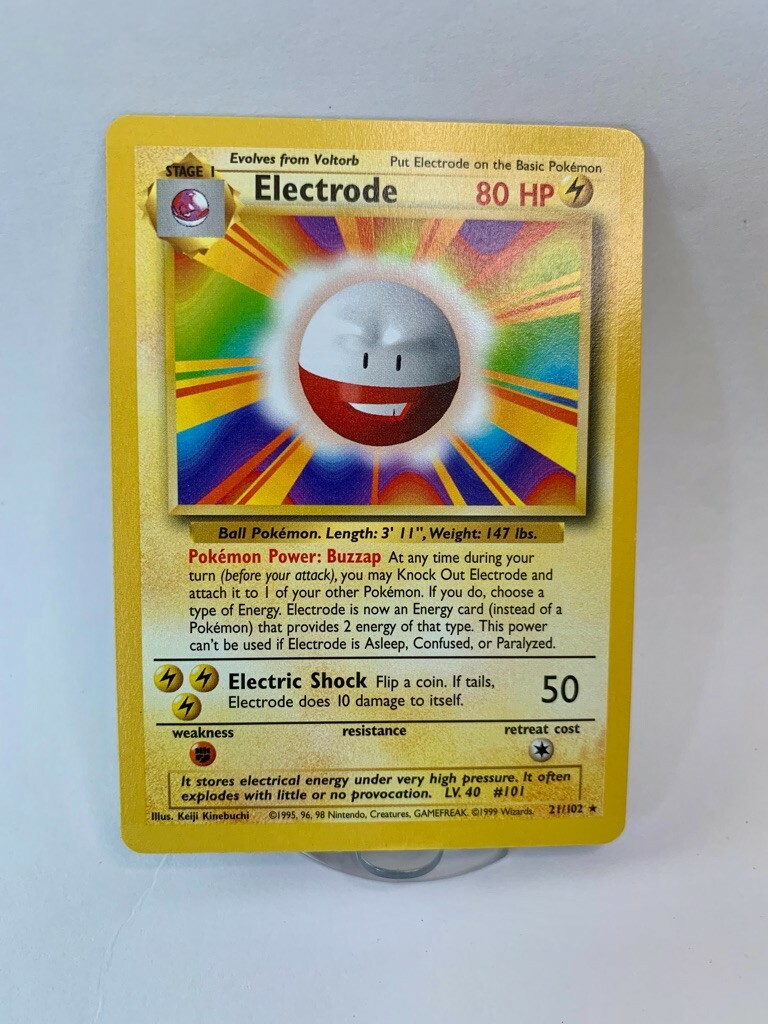 Evolves from Voltorb Put Electrode on the Basic Pokémon
STAGE 1
Electrode 80 HP
Ball Pokémon. Length: 3' 11", Weight: 147 lbs.
Pokémon Power: Buzzap At any time during your
turn (before your attack), you may Knock Out Electrode and
attach it to 1 of your other Pokémon. If you do, choose a
type of Energy. Electrode is now an Energy card (instead of a
Pokémon) that provides 2 energy of that type. This power
can't be used if Electrode is Asleep, Confused, or Paralyzed.
Electric Shock Flip a coin. If tails, 50
Electrode does 10 damage to itself.
weakness resistance retreat cost
It stores electrical energy under very high pressure. It often
explodes with little or no provocation. LV. 40 #101
Illus. Keiji Kinebuchi ©1995, 96, 98 Nintendo, Creatures, GAMEFREAK. ©1999 Wizards. 21/102 ★